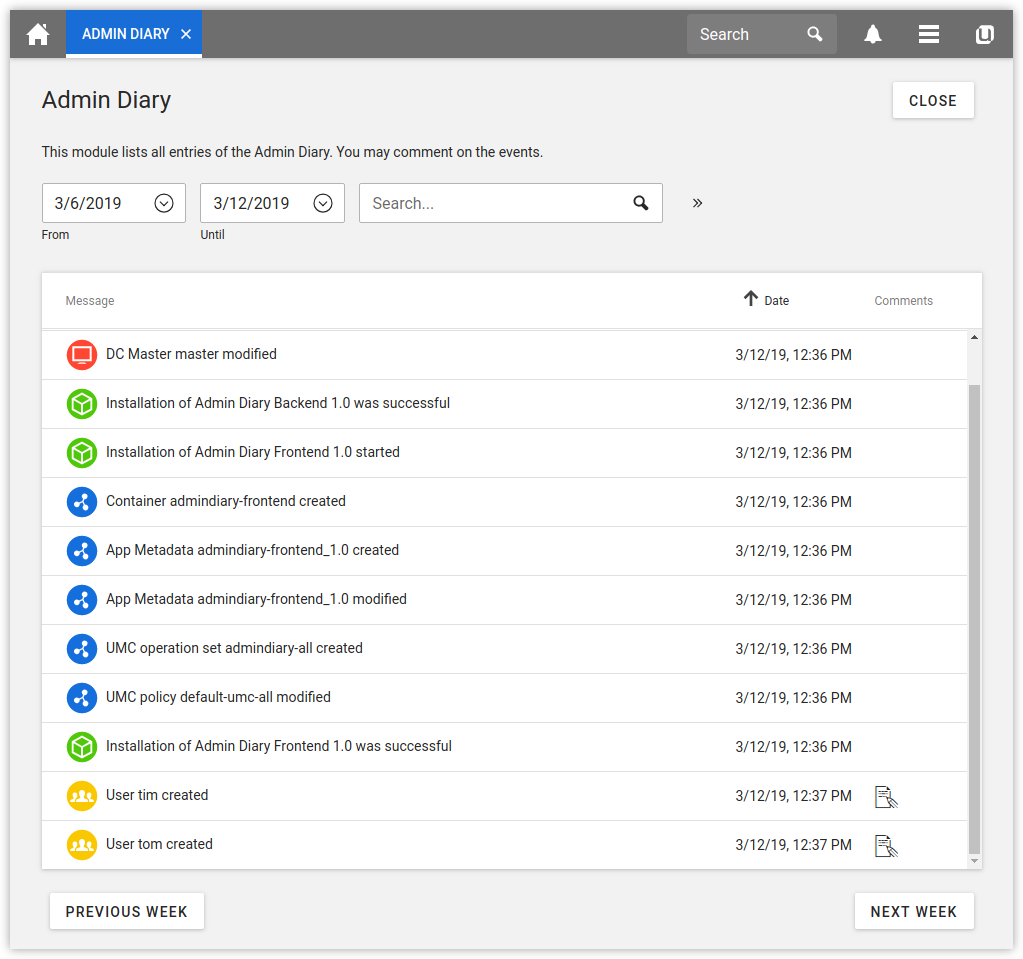 ADMIN DIARY
Search
Admin Diary
CLOSE
This module lists all entries of the Admin Diary. You may comment on the events.
3/6/2019 3/12/2019 Search...
From Until
Message Date Comments
DC Master master modified 3/12/19, 12:36 PM
Installation of Admin Diary Backend 1.0 was successful 3/12/19, 12:36 PM
Installation of Admin Diary Frontend 1.0 started 3/12/19, 12:36 PM
Container admindiary-frontend created 3/12/19, 12:36 PM
App Metadata admindiary-frontend_1.0 created 3/12/19, 12:36 PM
App Metadata admindiary-frontend_1.0 modified 3/12/19, 12:36 PM
UMC operation set admindiary-all created 3/12/19, 12:36 PM
UMC policy default-umc-all modified 3/12/19, 12:36 PM
Installation of Admin Diary Frontend 1.0 was successful 3/12/19, 12:36 PM
User tim created 3/12/19, 12:37 PM
User tom created 3/12/19, 12:37 PM
PREVIOUS WEEK NEXT WEEK